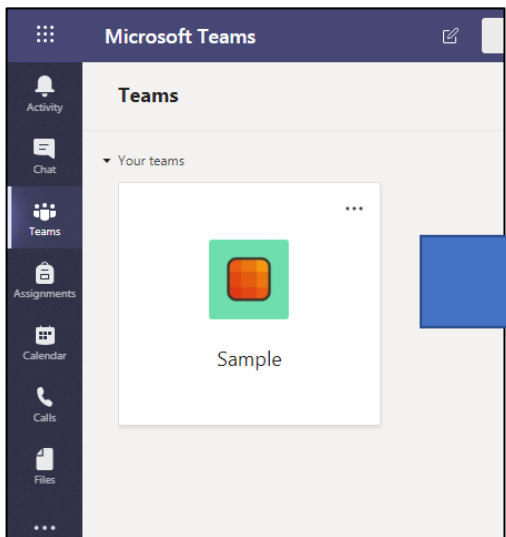 Microsoft Teams
Activity
Teams
Chat
Your teams
Teams
Assignments
Calendar
Sample
Calls
Files